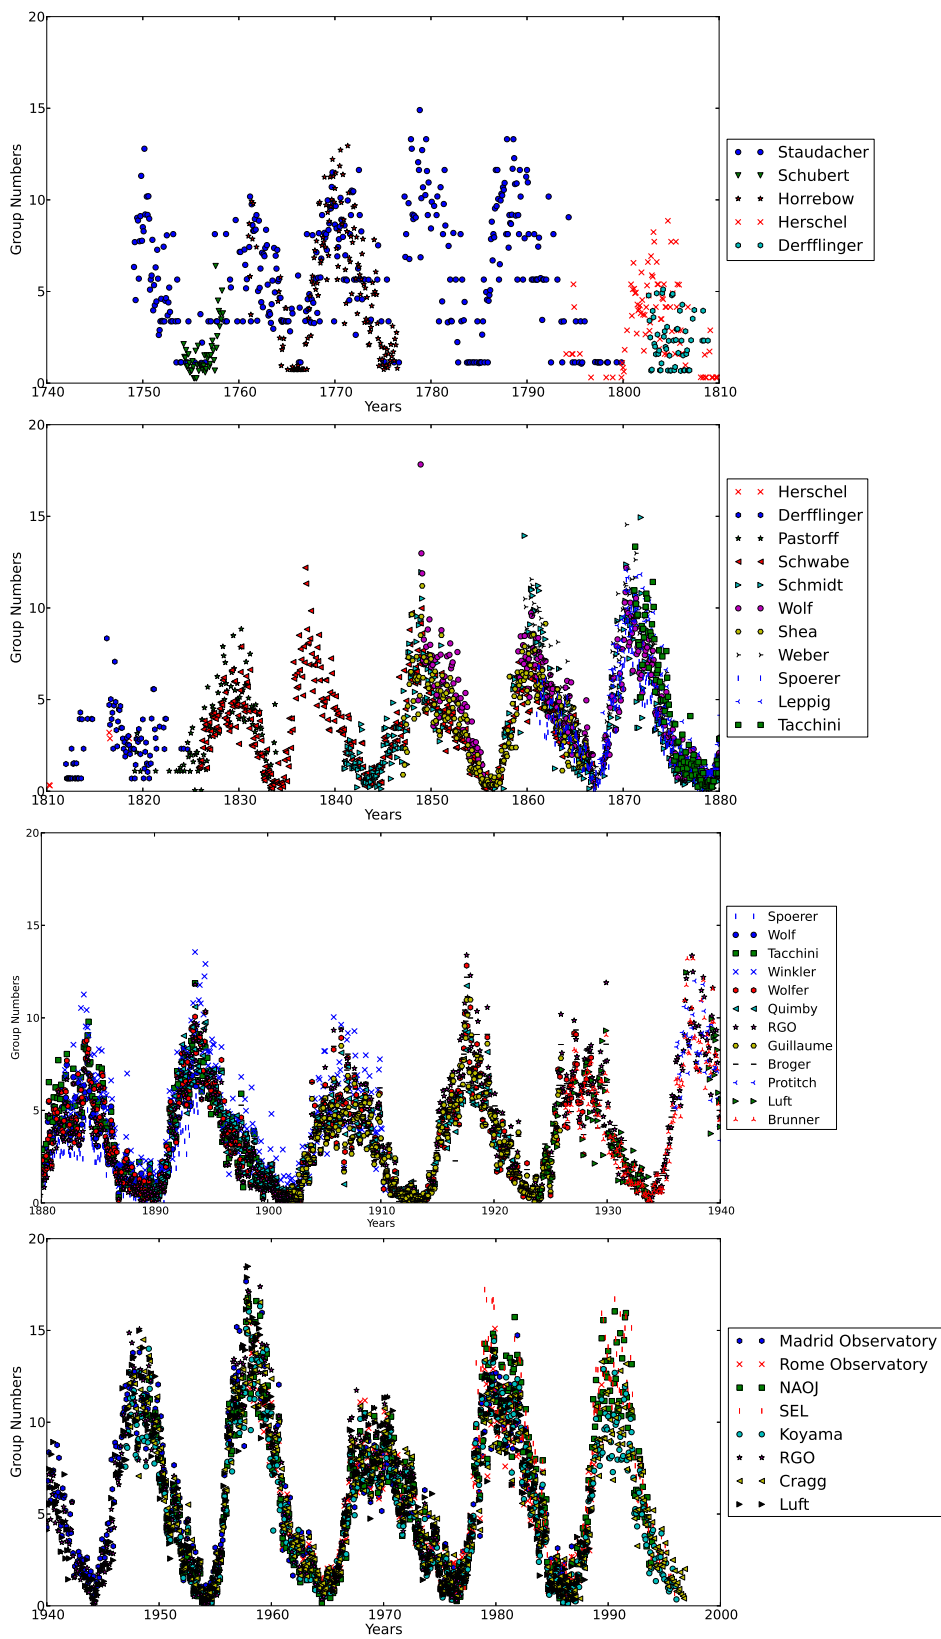 20
15
10
5
0
Group Numbers
1740 1750 1760 1770 1780 1790 1800 1810
Years
Staudacher
Schubert
Horrebow
Herschel
Derfflinger
20
15
10
5
0
Group Numbers
1810 1820 1830 1840 1850 1860 1870 1880
Years
Herschel
Derfflinger
Pastorff
Schwabe
Schmidt
Wolf
Shea
Weber
Spoerer
Leppig
Tacchini
20
15
10
5
0
Group Numbers
1880 1890 1900 1910 1920 1930 1940
Years
Spoerer
Wolf
Tacchini
Winkler
Wolfer
Quimby
RGO
Guillaume
Broger
Protitch
Luft
Brunner
20
15
10
5
0
Group Numbers
1940 1950 1960 1970 1980 1990 2000
Years
Madrid Observatory
Rome Observatory
NAOJ
SEL
Koyama
RGO
Cragg
Luft